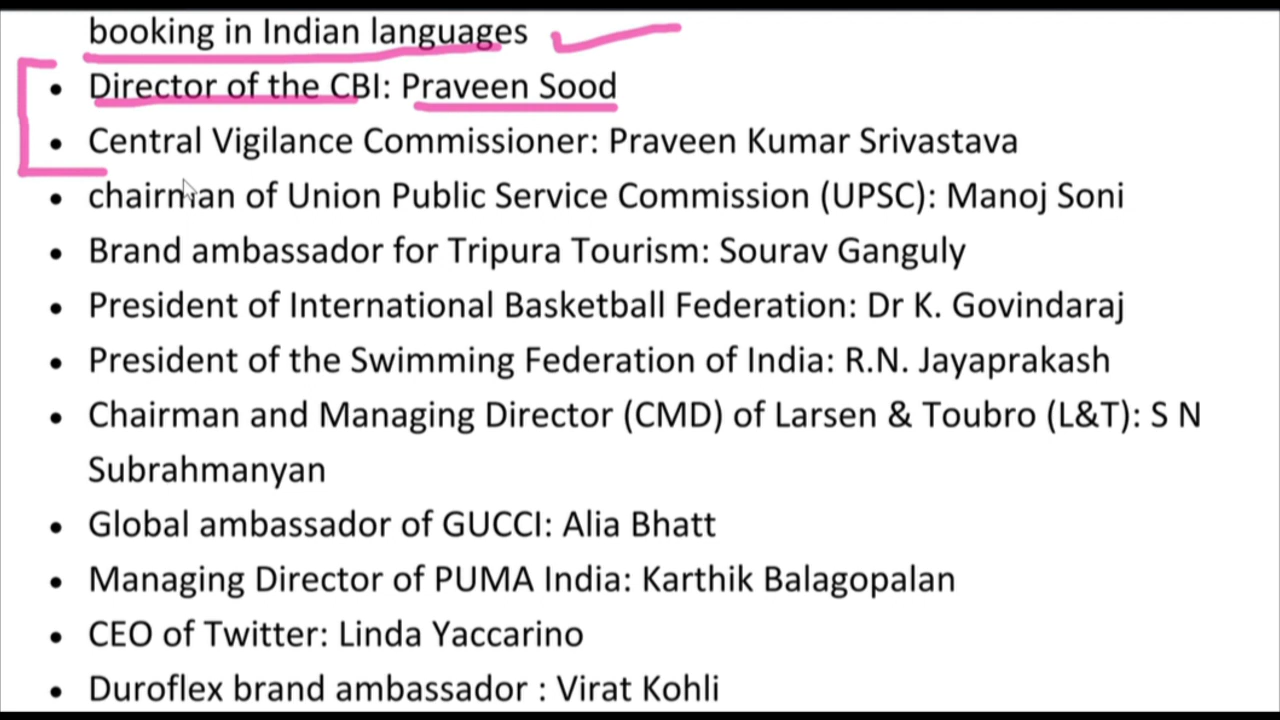 booking in Indian languages
• Director of the CBI: Praveen Sood
• Central Vigilance Commissioner: Praveen Kumar Srivastava
• chairman of Union Public Service Commission (UPSC): Manoj Soni
• Brand ambassador for Tripura Tourism: Sourav Ganguly
• President of International Basketball Federation: Dr K. Govindaraj
• President of the Swimming Federation of India: R.N. Jayaprakash
• Chairman and Managing Director (CMD) of Larsen & Toubro (L&T): S N
Subrahmanyan
• Global ambassador of GUCCI: Alia Bhatt
• Managing Director of PUMA India: Karthik Balagopalan
• CEO of Twitter: Linda Yaccarino
• Duroflex brand ambassador : Virat Kohli